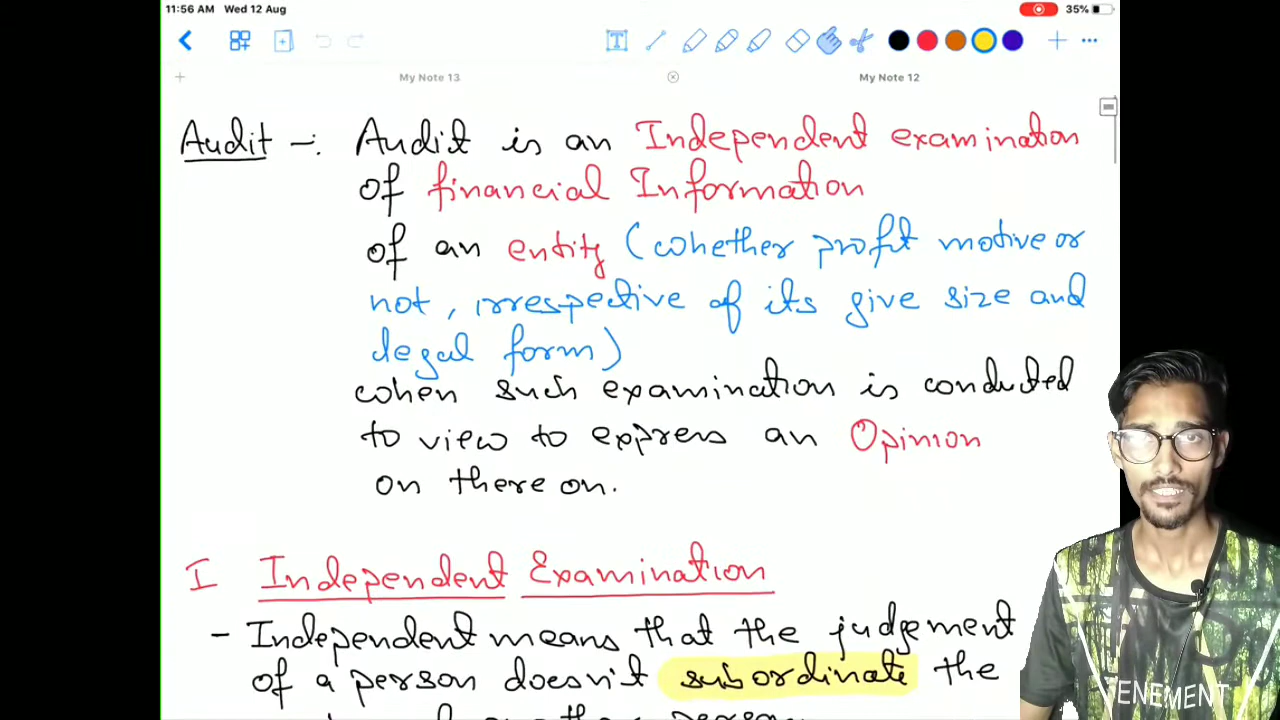 11:56 AM Wed 12 Aug
35%
My Note 13
My Note 12
Audit -: Audit is an Independent examination
of financial Information
of an entity (whether profit motive or
not, irrespective of its give size and
legal form)
when such examination is conducted
to view to express an Opinion
on there on.
I Independent Examination
- Independent means that the judgement
of a person doesn't subordinate the
TENEMENT